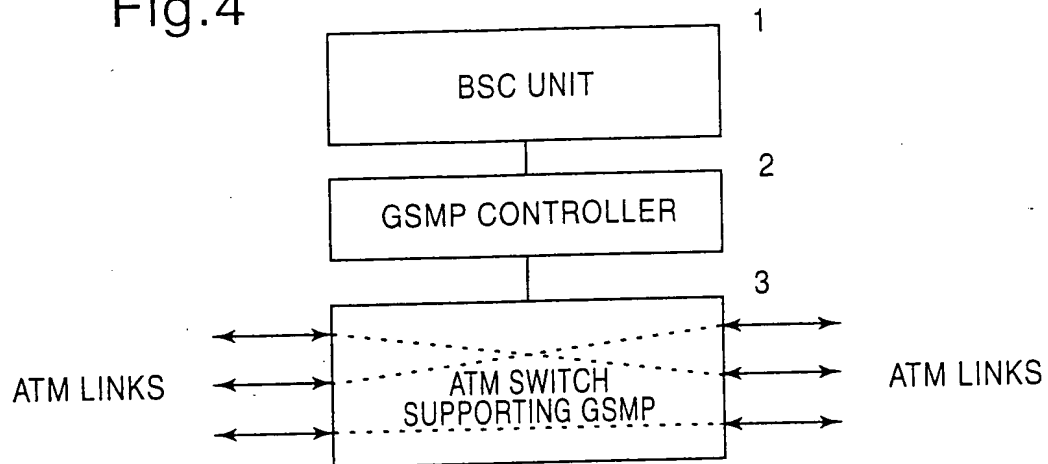 Fig.4
1
BSC UNIT
2
GSMP CONTROLLER
3
ATM LINKS
ATM SWITCH
SUPPORTING GSMP
ATM LINKS